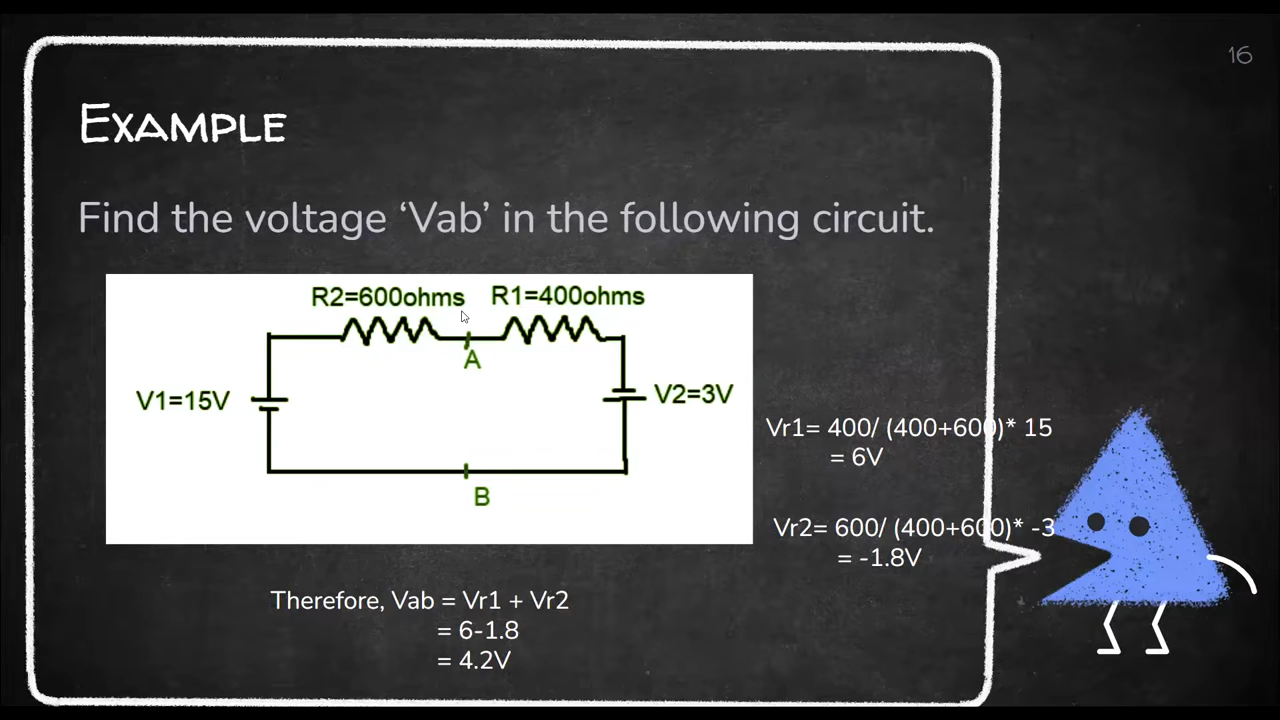 16
EXAMPLE
Find the voltage ‘Vab’ in the following circuit.
R2=600ohms R1=400ohms
A
V1=15V V2=3V
B
Vr1= 400/ (400+600)* 15
= 6V
Vr2= 600/ (400+600)* -3
= -1.8V
Therefore, Vab = Vr1 + Vr2
= 6-1.8
= 4.2V